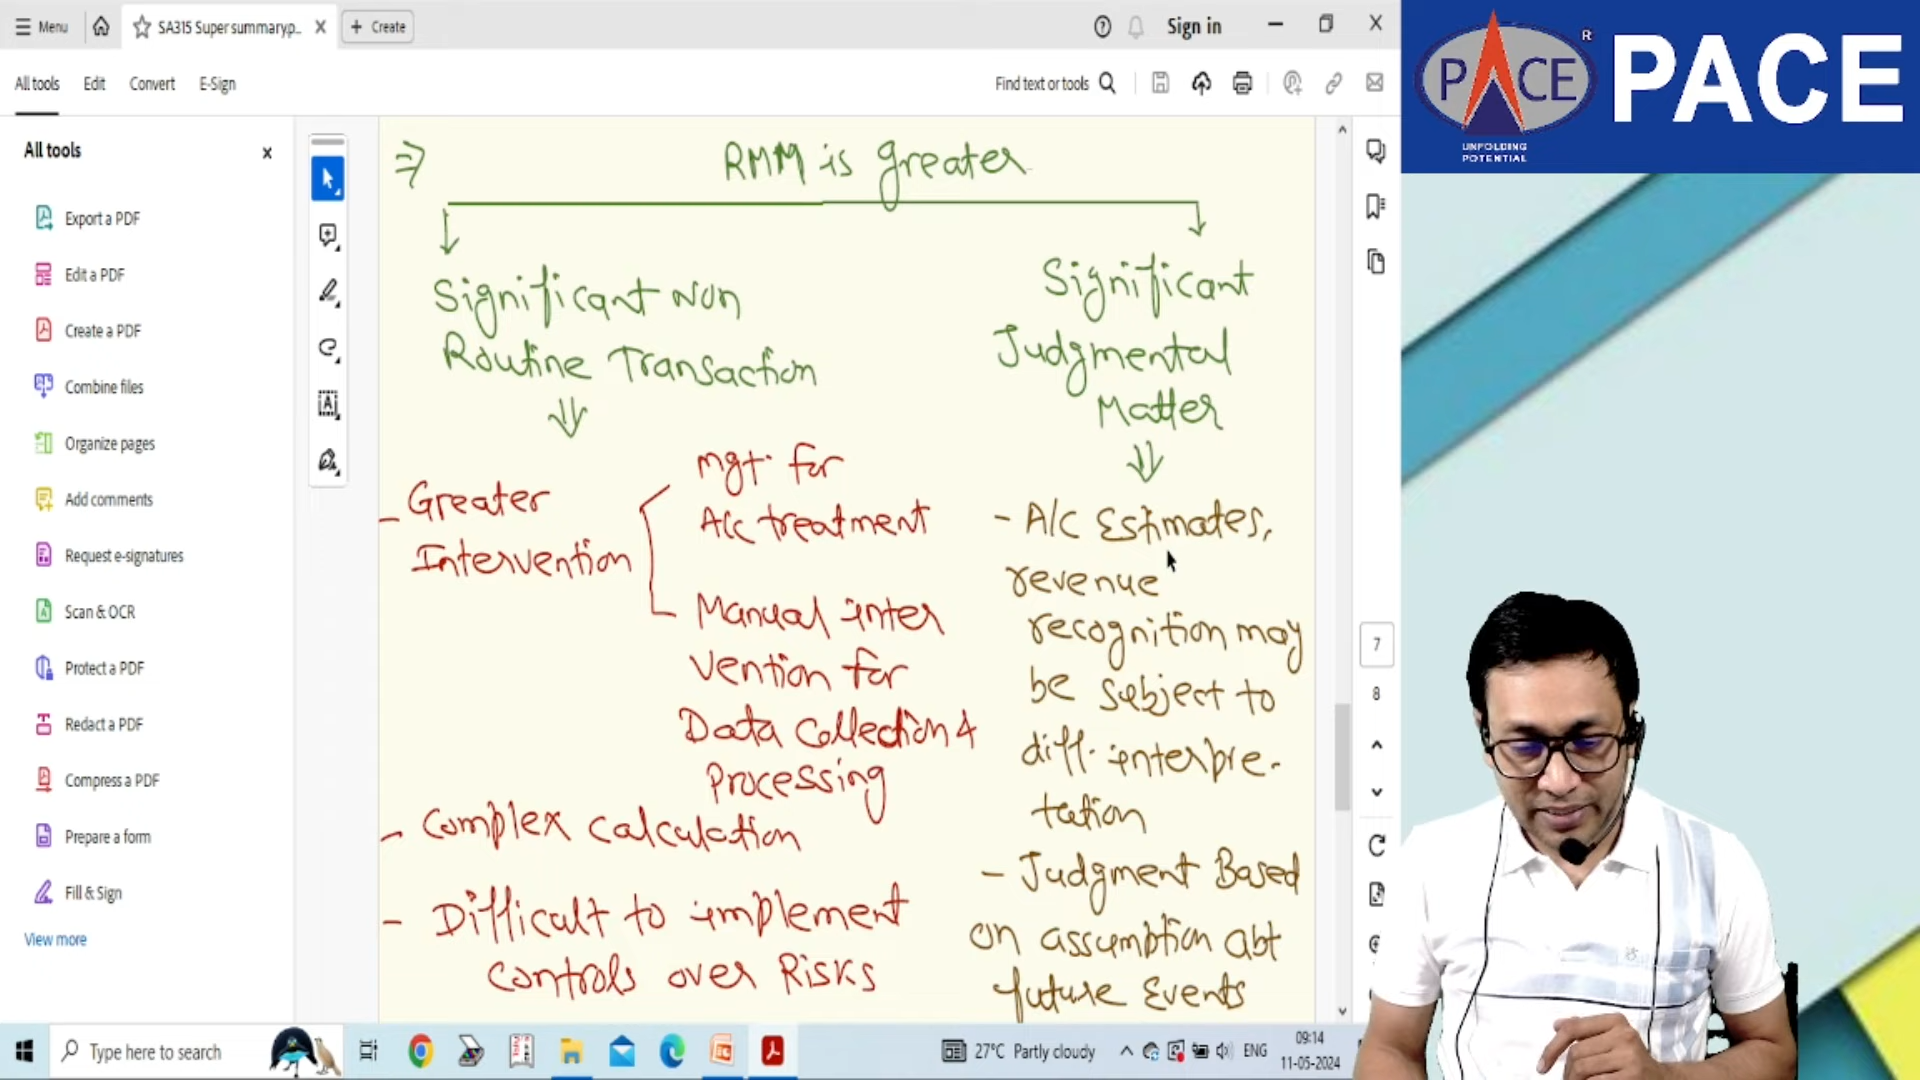 Menu
SA315 Super summary.p...
Create
Sign in
All tools
Edit
Convert
E-Sign
Find text or tools
All tools
Export a PDF
Edit a PDF
Create a PDF
Combine files
Organize pages
Add comments
Request e-signatures
Scan & OCR
Protect a PDF
Redact a PDF
Compress a PDF
Prepare a form
Fill & Sign
View more
⇒ RMM is greater
Significant Non
Routine Transaction
- Greater
Intervention
Mgt. for
A/c treatment
Manual inter
vention for
Data Collection &
Processing
- Complex calculation
- Difficult to implement
controls over Risks
Significant
Judgmental
Matter
- A/C Estimates,
revenue
recognition may
be subject to
diff. interpre-
tation
- Judgment Based
on assumption abt
future Events
7
8
PACE
R
UNFOLDING
POTENTIAL
PACE
Type here to search
27°C Partly cloudy
ENG
09:14
11-05-2024